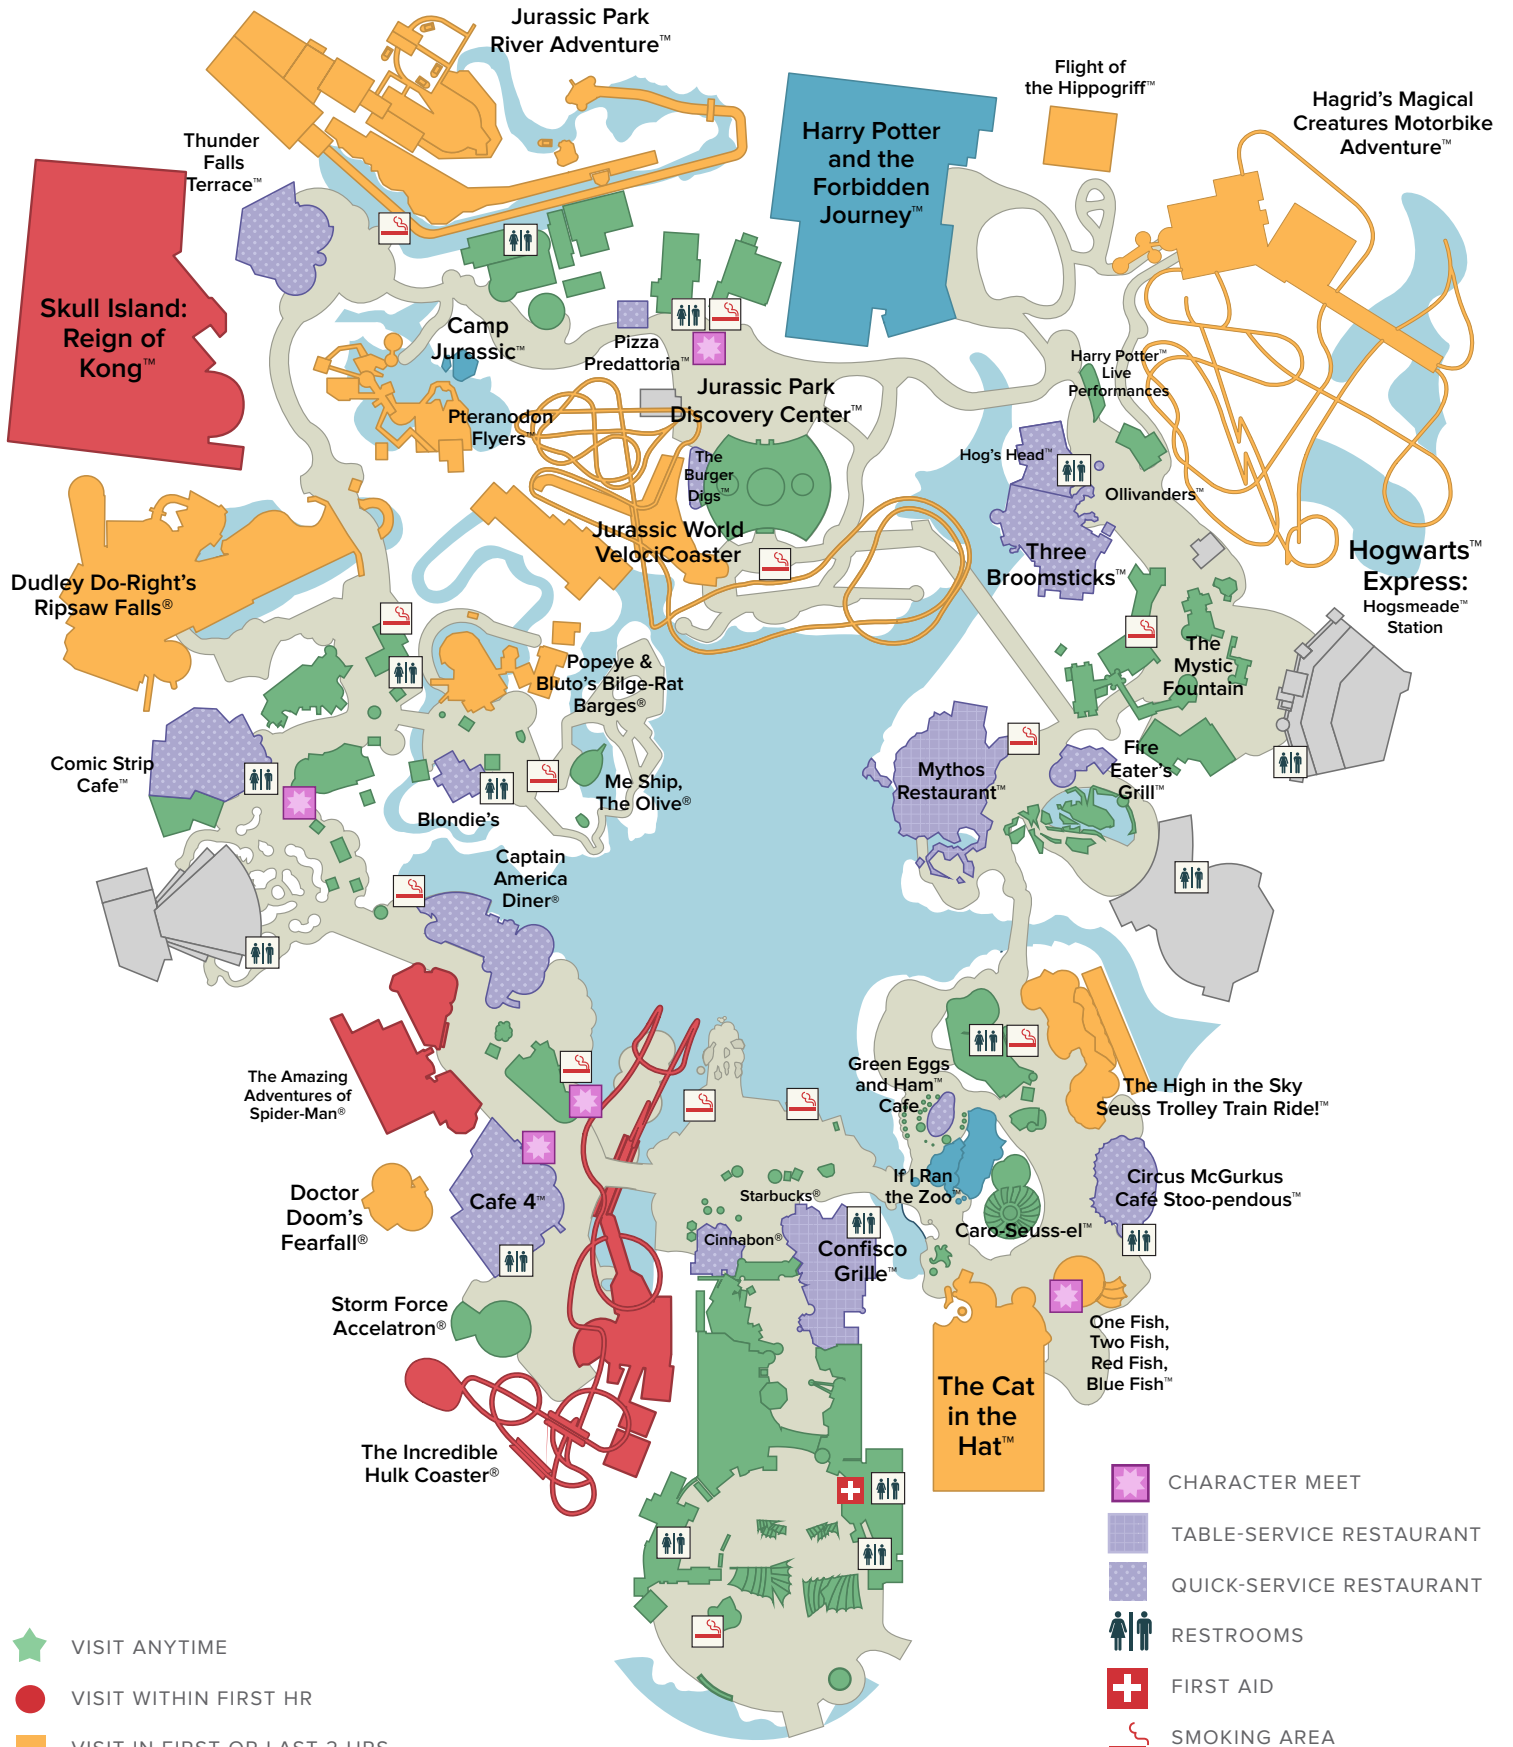 Jurassic Park
River Adventure™
Flight of
the Hippogriff™
Hagrid's Magical
Creatures Motorbike
Adventure™
Harry Potter
and the
Forbidden
Journey™
Thunder
Falls
Terrace™
Skull Island:
Reign of
Kong™
Camp
Jurassic™
Pizza
Predattoria™
Harry Potter™
Live
Performances
Jurassic Park
Discovery Center™
Pteranodon
Flyers™
The
Burger
Digs™
Hog's Head™
Ollivanders™
Jurassic World
VelociCoaster
Three
Broomsticks™
Hogwarts™
Express:
Hogsmeade™
Station
Dudley Do-Right's
Ripsaw Falls®
The
Mystic
Fountain
Popeye &
Bluto's Bilge-Rat
Barges®
Comic Strip
Cafe™
Me Ship,
The Olive®
Blondie's
Mythos
Restaurant™
Fire
Eater's
Grill™
Captain
America
Diner®
The Amazing
Adventures of
Spider-Man®
Green Eggs
and Ham™
Cafe
The High in the Sky
Seuss Trolley Train Ride!™
Doctor
Doom's
Fearfall®
Cafe 4™
Starbucks®
If I Ran
the Zoo™
Circus McGurkus
Café Stoo-pendous™
Cinnabon®
Confisco
Grille™
Caro-Seuss-el™
Storm Force
Accelatron®
One Fish,
Two Fish,
Red Fish,
Blue Fish™
The Cat
in the
Hat™
The Incredible
Hulk Coaster®
CHARACTER MEET
TABLE-SERVICE RESTAURANT
QUICK-SERVICE RESTAURANT
RESTROOMS
FIRST AID
SMOKING AREA
VISIT ANYTIME
VISIT WITHIN FIRST HR
VISIT IN FIRST OR LAST 2 HRS